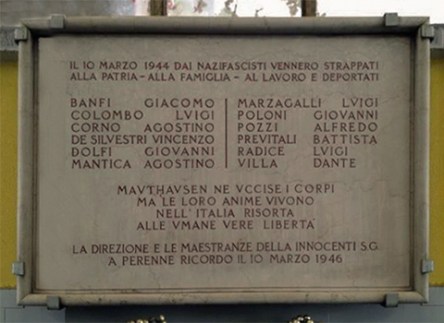 IL 10 MARZO 1944 DAI NAZIFASCISTI VENNERO STRAPPATI
ALLA PATRIA - ALLA FAMIGLIA - AL LAVORO E DEPORTATI
BANFI GIACOMO
COLOMBO LVIGI
CORNO AGOSTINO
DE SILVESTRI VINCENZO
DOLFI GIOVANNI
MANTICA AGOSTINO
MARZAGALLI LVIGI
POLONI GIOVANNI
POZZI ALFREDO
PREVITALI BATTISTA
RADICE LVIGI
VILLA DANTE
MAVTHAVSEN NE VCCISE I CORPI
MA LE LORO ANIME VIVONO
NELL'ITALIA RISORTA
ALLE VMANE VERE LIBERTA'
LA DIREZIONE E LE MAESTRANZE DELLA INNOCENTI S.G.
A PERENNE RICORDO IL 10 MARZO 1946